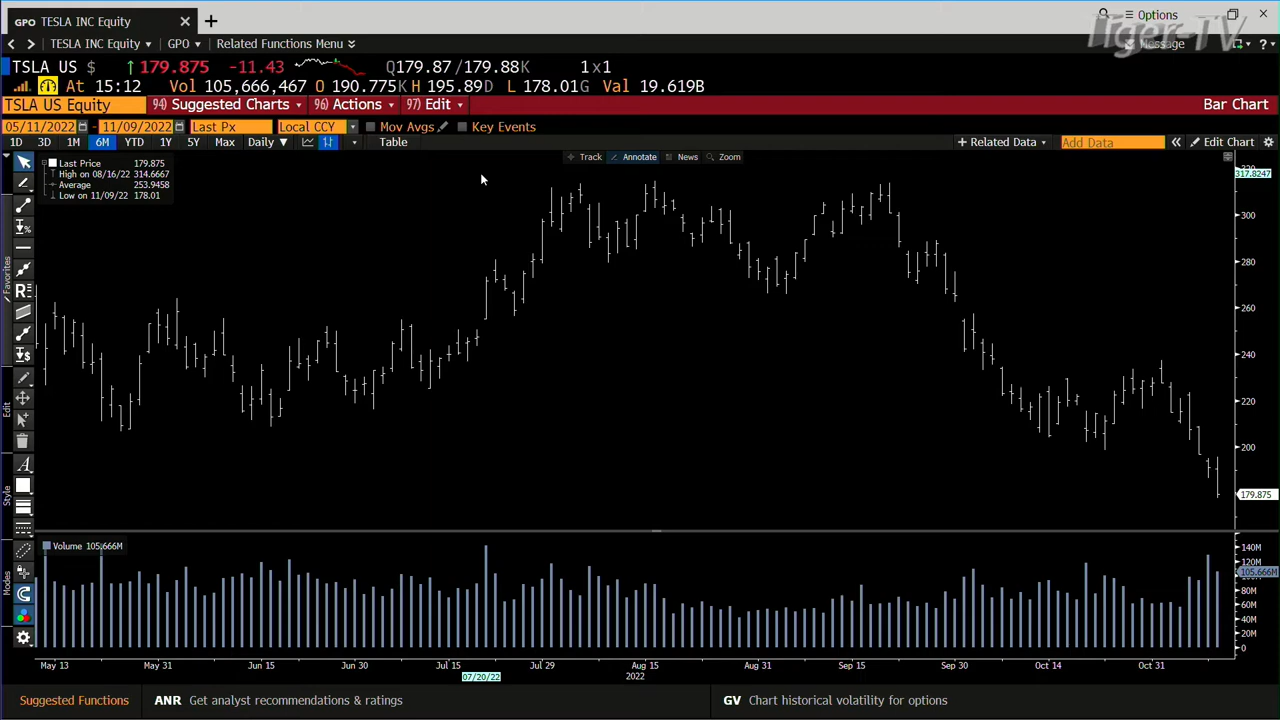 GPO TESLA INC Equity × +
Options
Tiger-TV
TESLA INC Equity GPO Related Functions Menu Message ?
TSLA US $ 179.875 -11.43 Q179.87/179.88K 1x1
At 15:12 Vol 105,666,467 O 190.775K H 195.89D L 178.01G Val 19.619B
TSLA US Equity 94) Suggested Charts 96) Actions 97) Edit Bar Chart
05/11/2022 - 11/09/2022 Last Px Local CCY Mov Avgs Key Events
1D 3D 1M 6M YTD 1Y 5Y Max Daily Table + Related Data Add Data Edit Chart
Track Annotate News Zoom
Last Price 179.875
High on 08/16/22 314.6667
Average 253.9458
Low on 11/09/22 178.01
317.8247
300
280
260
240
220
200
179.875
Favorites
Edit
Style
Modes
Volume 105.666M
140M
105.666M
80M
60M
40M
20M
0
May 13 May 31 Jun 15 Jun 30 Jul 15 Jul 29 Aug 15 Aug 31 Sep 15 Sep 30 Oct 14 Oct 31
07/20/22 2022
Suggested Functions ANR Get analyst recommendations & ratings GV Chart historical volatility for options